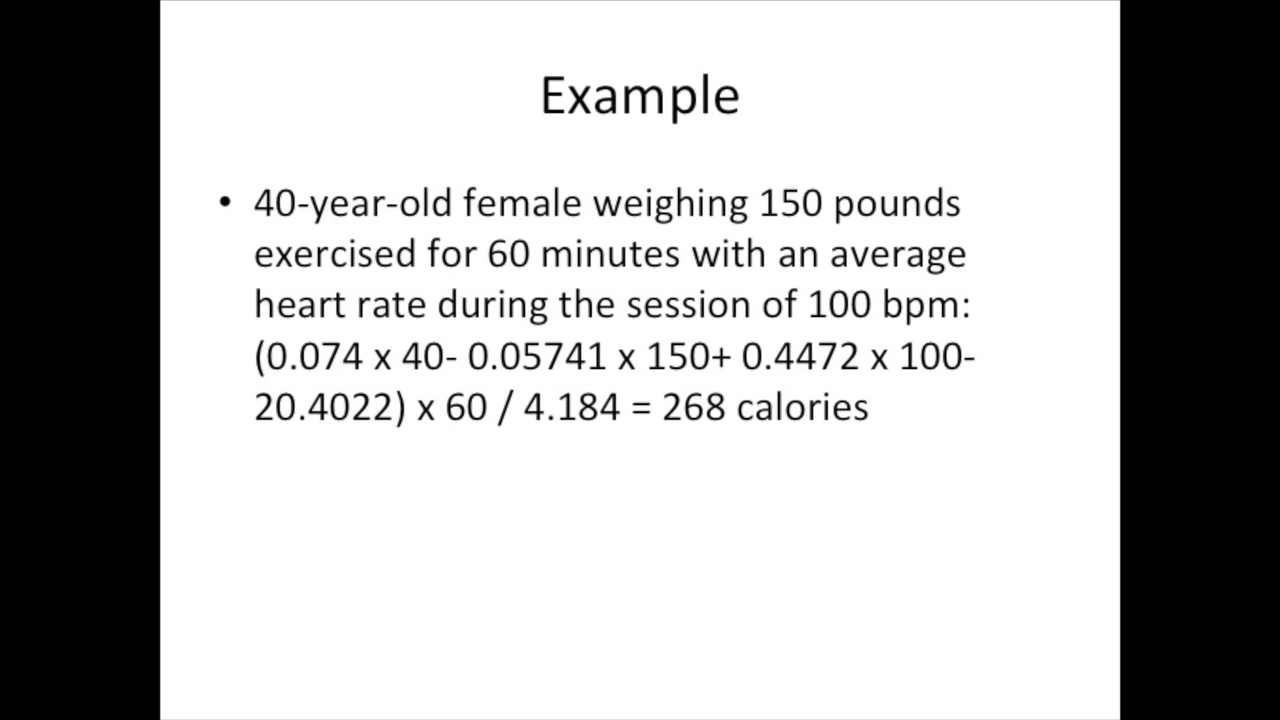 Example
• 40-year-old female weighing 150 pounds
exercised for 60 minutes with an average
heart rate during the session of 100 bpm:
(0.074 x 40- 0.05741 x 150+ 0.4472 x 100-
20.4022) x 60 / 4.184 = 268 calories